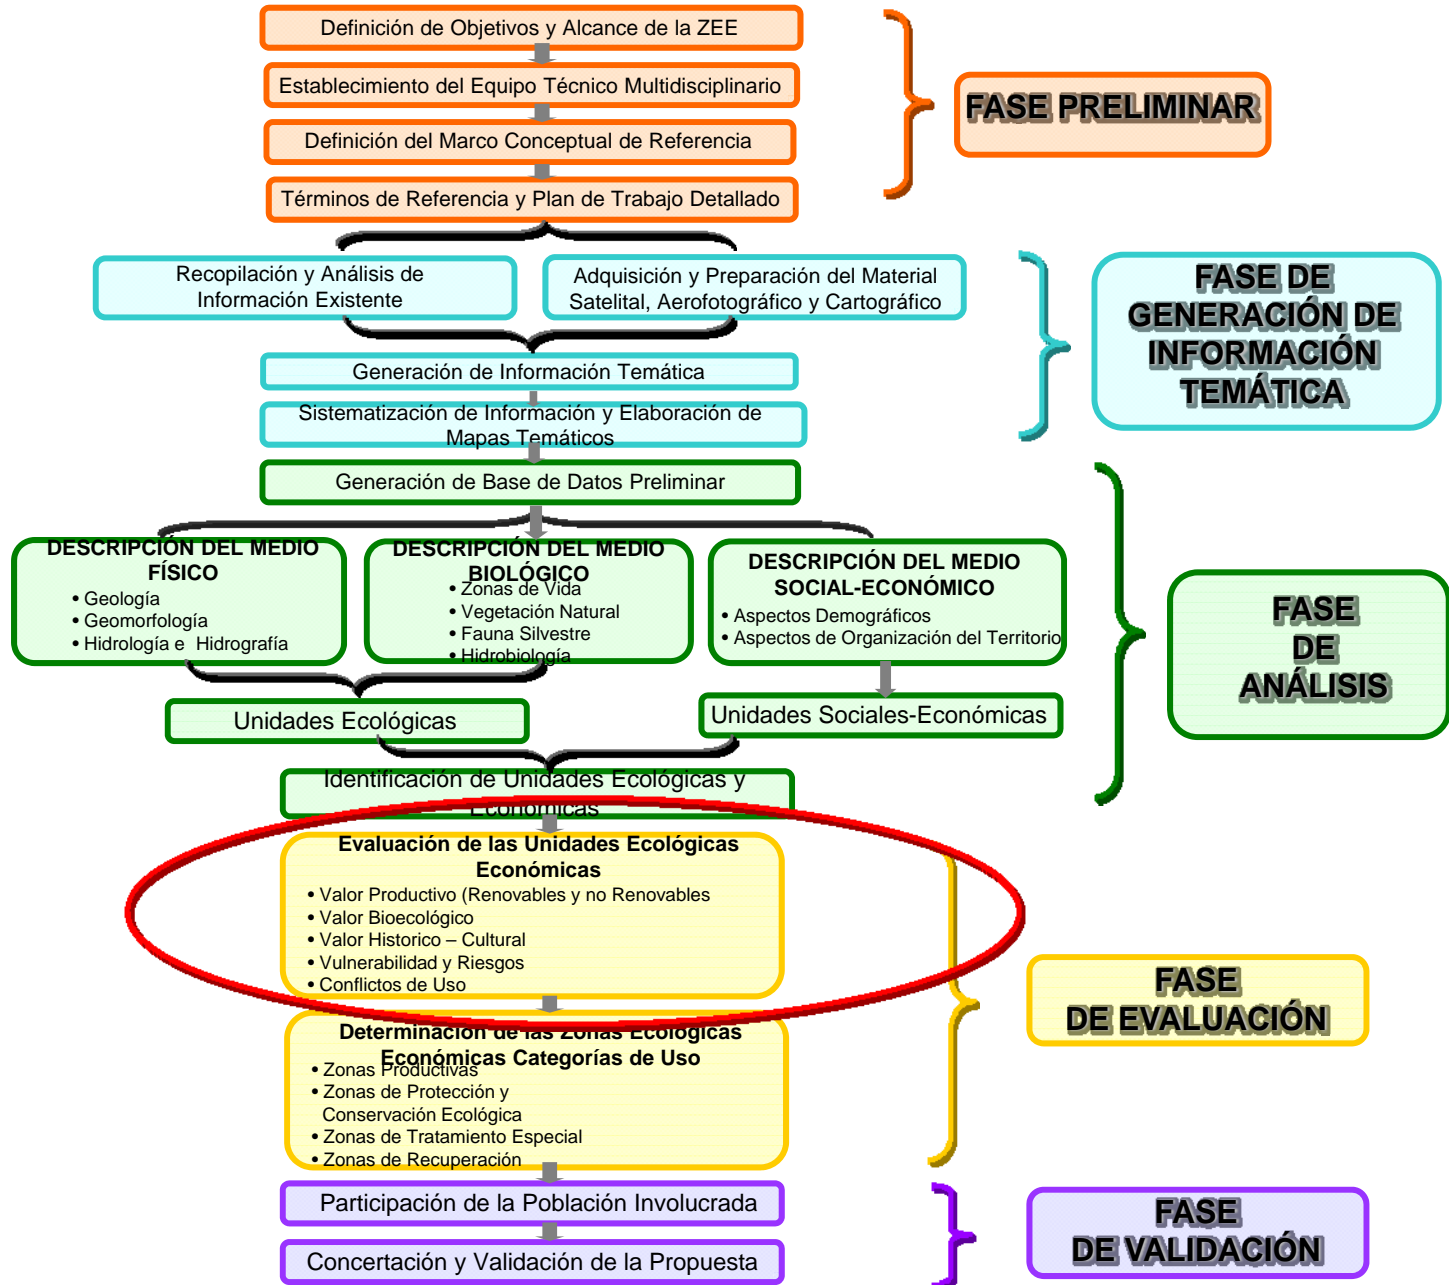 Definición de Objetivos y Alcance de la ZEE
Establecimiento del Equipo Técnico Multidisciplinario
Definición del Marco Conceptual de Referencia
Términos de Referencia y Plan de Trabajo Detallado
FASE PRELIMINAR
Recopilación y Análisis de
Información Existente
Adquisición y Preparación del Material
Satelital, Aerofotográfico y Cartográfico
Generación de Información Temática
Sistematización de Información y Elaboración de
Mapas Temáticos
FASE DE
GENERACIÓN DE
INFORMACIÓN
TEMÁTICA
Generación de Base de Datos Preliminar
DESCRIPCIÓN DEL MEDIO
FÍSICO
• Geología
• Geomorfología
• Hidrología e Hidrografía
DESCRIPCIÓN DEL MEDIO
BIOLÓGICO
• Zonas de Vida
• Vegetación Natural
• Fauna Silvestre
• Hidrobiología
DESCRIPCIÓN DEL MEDIO
SOCIAL-ECONÓMICO
• Aspectos Demográficos
• Aspectos de Organización del Territorio
Unidades Ecológicas
Unidades Sociales-Económicas
Identificación de Unidades Ecológicas y
Económicas
FASE
DE
ANÁLISIS
Evaluación de las Unidades Ecológicas
Económicas
• Valor Productivo (Renovables y no Renovables
• Valor Bioecológico
• Valor Historico – Cultural
• Vulnerabilidad y Riesgos
• Conflictos de Uso
Determinación de las Zonas Ecológicas
Económicas Categorías de Uso
• Zonas Productivas
• Zonas de Protección y
Conservación Ecológica
• Zonas de Tratamiento Especial
• Zonas de Recuperación
FASE
DE EVALUACIÓN
Participación de la Población Involucrada
Concertación y Validación de la Propuesta
FASE
DE VALIDACIÓN